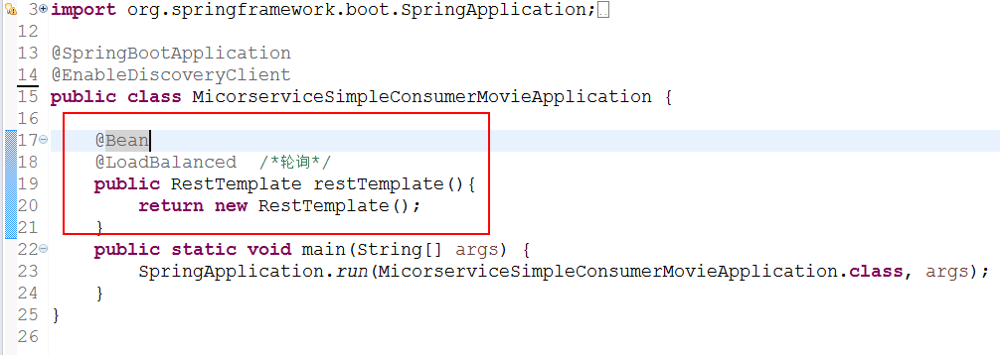 3 import org.springframework.boot.SpringApplication;
12
13 @SpringBootApplication
14 @EnableDiscoveryClient
15 public class MicorserviceSimpleConsumerMovieApplication {
16
17 @Bean
18 @LoadBalanced /*轮询*/
19 public RestTemplate restTemplate(){
20 return new RestTemplate();
21 }
22 public static void main(String[] args) {
23 SpringApplication.run(MicorserviceSimpleConsumerMovieApplication.class, args);
24 }
25 }
26